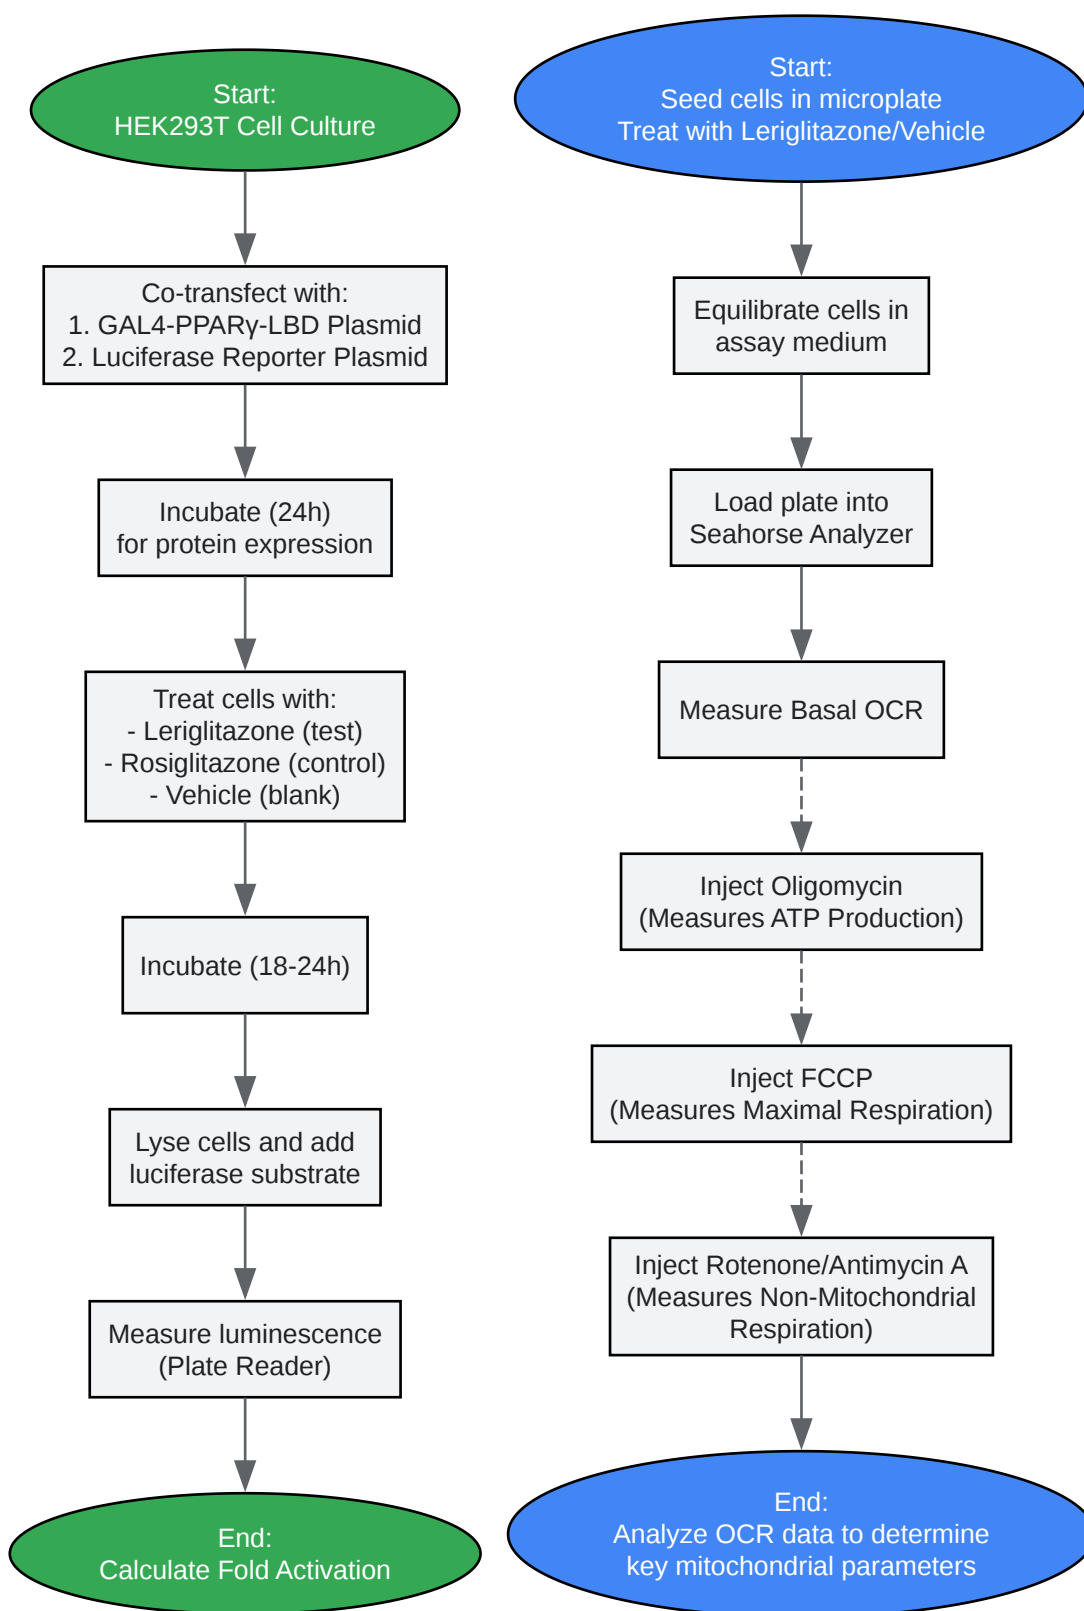 Start:
HEK293T Cell Culture
Co-transfect with:
1. GAL4-PPARγ-LBD Plasmid
2. Luciferase Reporter Plasmid
Incubate (24h)
for protein expression
Treat cells with:
- Leriglitazone (test)
- Rosiglitazone (control)
- Vehicle (blank)
Incubate (18-24h)
Lyse cells and add
luciferase substrate
Measure luminescence
(Plate Reader)
End:
Calculate Fold Activation
Start:
Seed cells in microplate
Treat with Leriglitazone/Vehicle
Equilibrate cells in
assay medium
Load plate into
Seahorse Analyzer
Measure Basal OCR
Inject Oligomycin
(Measures ATP Production)
Inject FCCP
(Measures Maximal Respiration)
Inject Rotenone/Antimycin A
(Measures Non-Mitochondrial
Respiration)
End:
Analyze OCR data to determine
key mitochondrial parameters